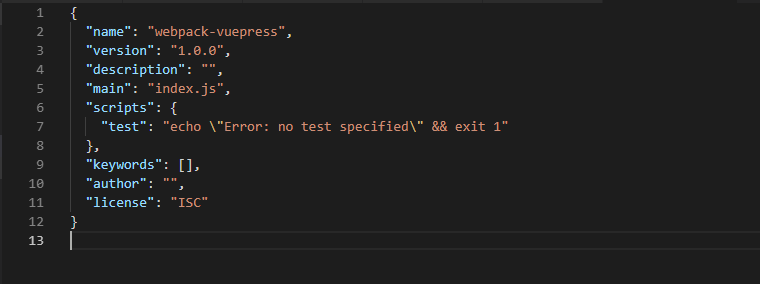 1 {
2 "name": "webpack-vuepress",
3 "version": "1.0.0",
4 "description": "",
5 "main": "index.js",
6 "scripts": {
7 "test": "echo \"Error: no test specified\" && exit 1"
8 },
9 "keywords": [],
10 "author": "",
11 "license": "ISC"
12 }
13